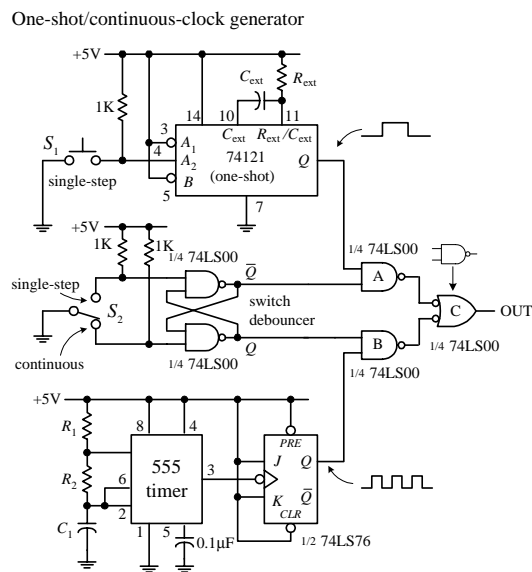 One-shot/continuous-clock generator
+5V
C_ext
R_ext
1K
14
10
11
3
4
5
C_ext
R_ext/C_ext
A_1
A_2
B
74121
(one-shot)
Q
7
S_1
single-step
+5V
1K
1K
1/4 74LS00
Q̅
single-step
S_2
continuous
switch
debouncer
Q
1/4 74LS00
1/4 74LS00
A
B
C
OUT
1/4 74LS00
1/4 74LS00
+5V
R_1
R_2
C_1
8
4
6
2
555
timer
3
1
5
0.1µF
PRE
J
Q
K
Q̅
CLR
1/2 74LS76